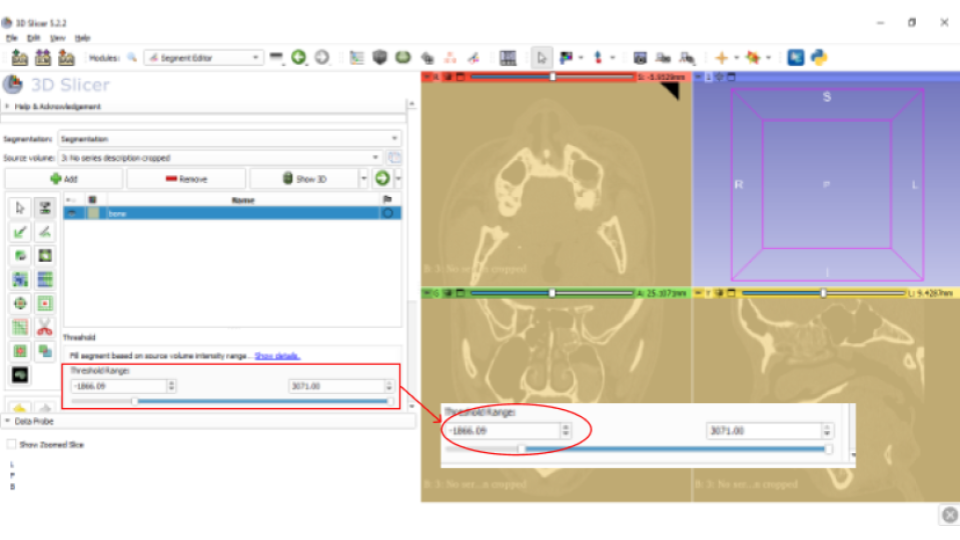 3D Slicer 5.2.2
File Edit View Help
Modules: Segment Editor
3D Slicer
Help & Acknowledgement
Segmentation: Segmentation
Source volume: 3: No series description cropped
Add Remove Show 3D
Name
bone
Threshold
Fill segment based on source volume intensity range... Show details.
Threshold Range:
-1866.09 3071.00
Data Probe
Show Zoomed Slice
L
F
B
R
B: 3: No ser...n cropped
1
S
R
P
L
I
G
A: 25.1071mm
B: 3: No ser...n cropped
Y
L: 9.4287mm
B: 3: No ser...n cropped
Threshold Range:
-1866.09 3071.00